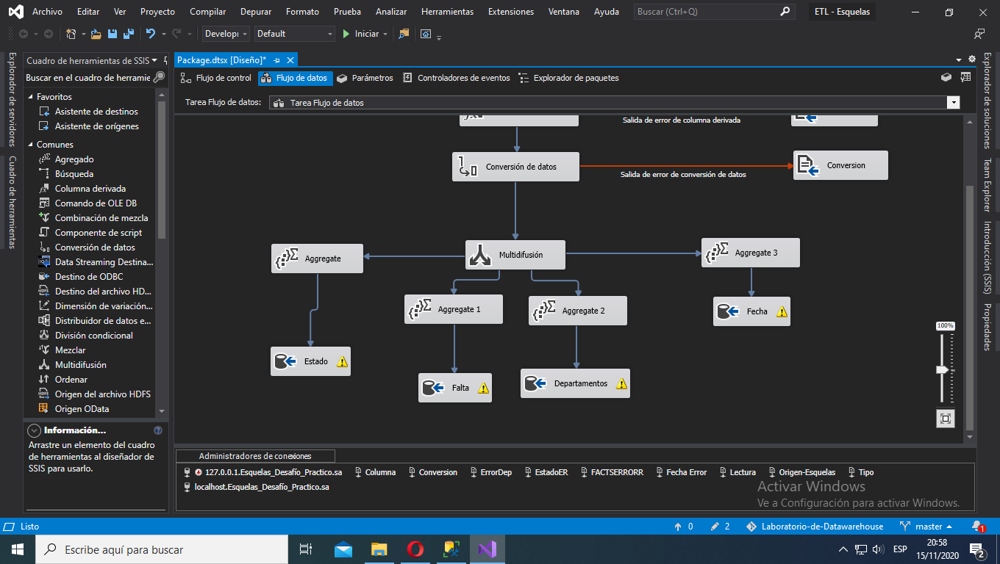 Archivo Editar Ver Proyecto Compilar Depurar Formato Prueba Analizar Herramientas Extensiones Ventana Ayuda Buscar (Ctrl+Q) ETL - Esquelas
Developi Default Iniciar
Explorador de servidores
Cuadro de herramientas
Cuadro de herramientas de SSIS
Buscar en el cuadro de herramie
Favoritos
Asistente de destinos
Asistente de orígenes
Comunes
Agregado
Búsqueda
Columna derivada
Comando de OLE DB
Combinación de mezcla
Componente de script
Conversión de datos
Data Streaming Destina...
Destino de ODBC
Destino del archivo HD...
Dimensión de variación...
Distribuidor de datos e...
División condicional
Mezclar
Multidifusión
Ordenar
Origen del archivo HDFS
Origen OData
Información...
Arrastre un elemento del cuadro
de herramientas al diseñador de
SSIS para usarlo.
Package.dtsx [Diseño]*
Flujo de control Flujo de datos Parámetros Controladores de eventos Explorador de paquetes
Tarea Flujo de datos: Tarea Flujo de datos
Salida de error de columna derivada
Conversión de datos
Salida de error de conversión de datos
Conversion
Aggregate
Multidifusión
Aggregate 3
Aggregate 1
Aggregate 2
Fecha
Estado
Falta
Departamentos
100%
Administradores de conexiones
127.0.0.1.Esquelas_Desafío_Practico.sa Columna Conversion ErrorDep EstadoER FACTSERRORR Fecha Error Lectura Origen-Esquelas Tipo
localhost.Esquelas_Desafío_Practico.sa
Activar Windows
Ve a Configuración para activar Windows.
Explorador de soluciones
Team Explorer
Introducción (SSIS)
Propiedades
Listo 0 2 Laboratorio-de-Datawarehouse master 1
Escribe aquí para buscar
ESP
20:58
15/11/2020
2